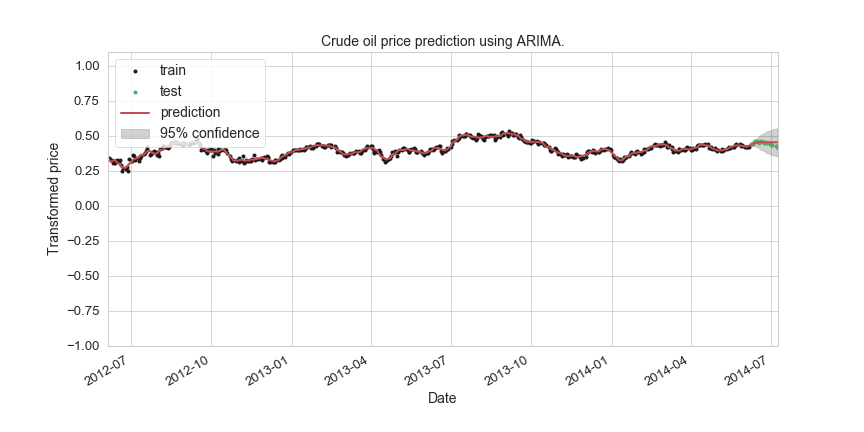 Crude oil price prediction using ARIMA.
1.00
0.75
0.50
0.25
0.00
−0.25
−0.50
−0.75
−1.00
Transformed price
train
test
prediction
95% confidence
2012-07
2012-10
2013-01
2013-04
2013-07
2013-10
2014-01
2014-04
2014-07
Date